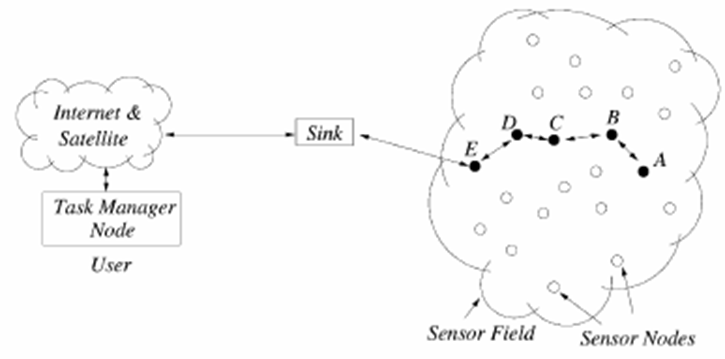 Internet &
Satellite
Task Manager
Node
User
Sink
E
D
C
B
A
Sensor Field
Sensor Nodes